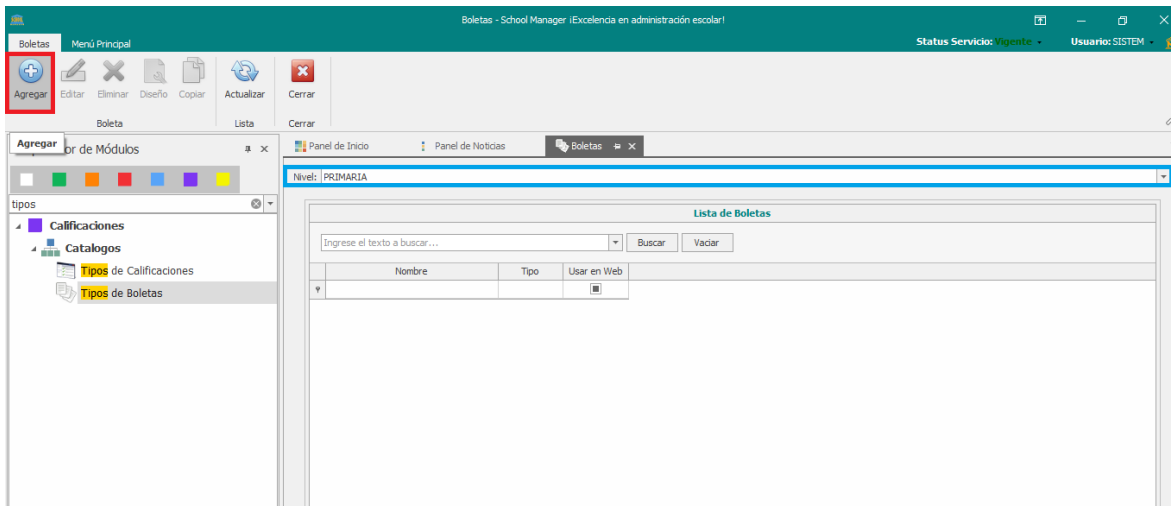 Boletas - School Manager ¡Excelencia en administración escolar!
Boletas Menú Principal Status Servicio: Vigente Usuario: SISTEM
Agregar Editar Eliminar Diseño Copiar Actualizar Cerrar
Boleta Lista Cerrar
Agregar or de Módulos
Panel de Inicio Panel de Noticias Boletas
Nivel: PRIMARIA
tipos
Calificaciones
Catalogos
Tipos de Calificaciones
Tipos de Boletas
Lista de Boletas
Ingrese el texto a buscar... Buscar Vaciar
Nombre Tipo Usar en Web